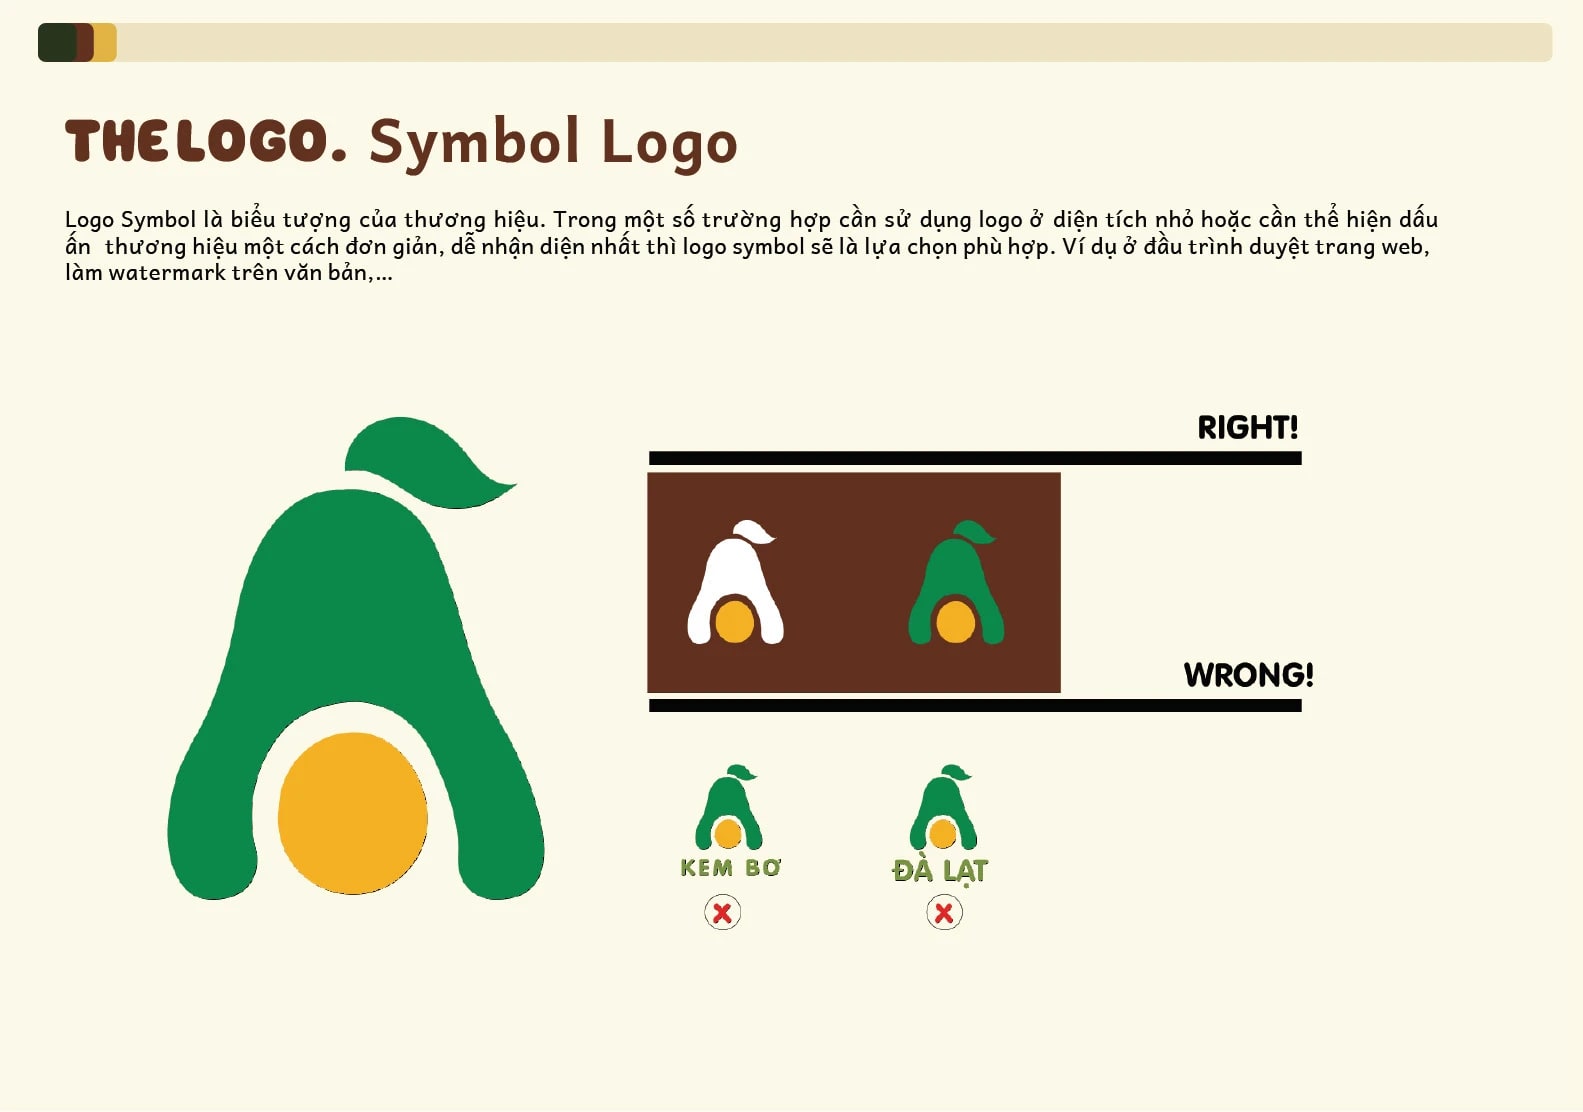 THE LOGO. Symbol Logo
Logo Symbol là biểu tượng của thương hiệu. Trong một số trường hợp cần sử dụng logo ở diện tích nhỏ hoặc cần thể hiện dấu
ấn thương hiệu một cách đơn giản, dễ nhận diện nhất thì logo symbol sẽ là lựa chọn phù hợp. Ví dụ ở đầu trình duyệt trang web,
làm watermark trên văn bản,...
RIGHT!
WRONG!
KEM BƠ
ĐÀ LẠT